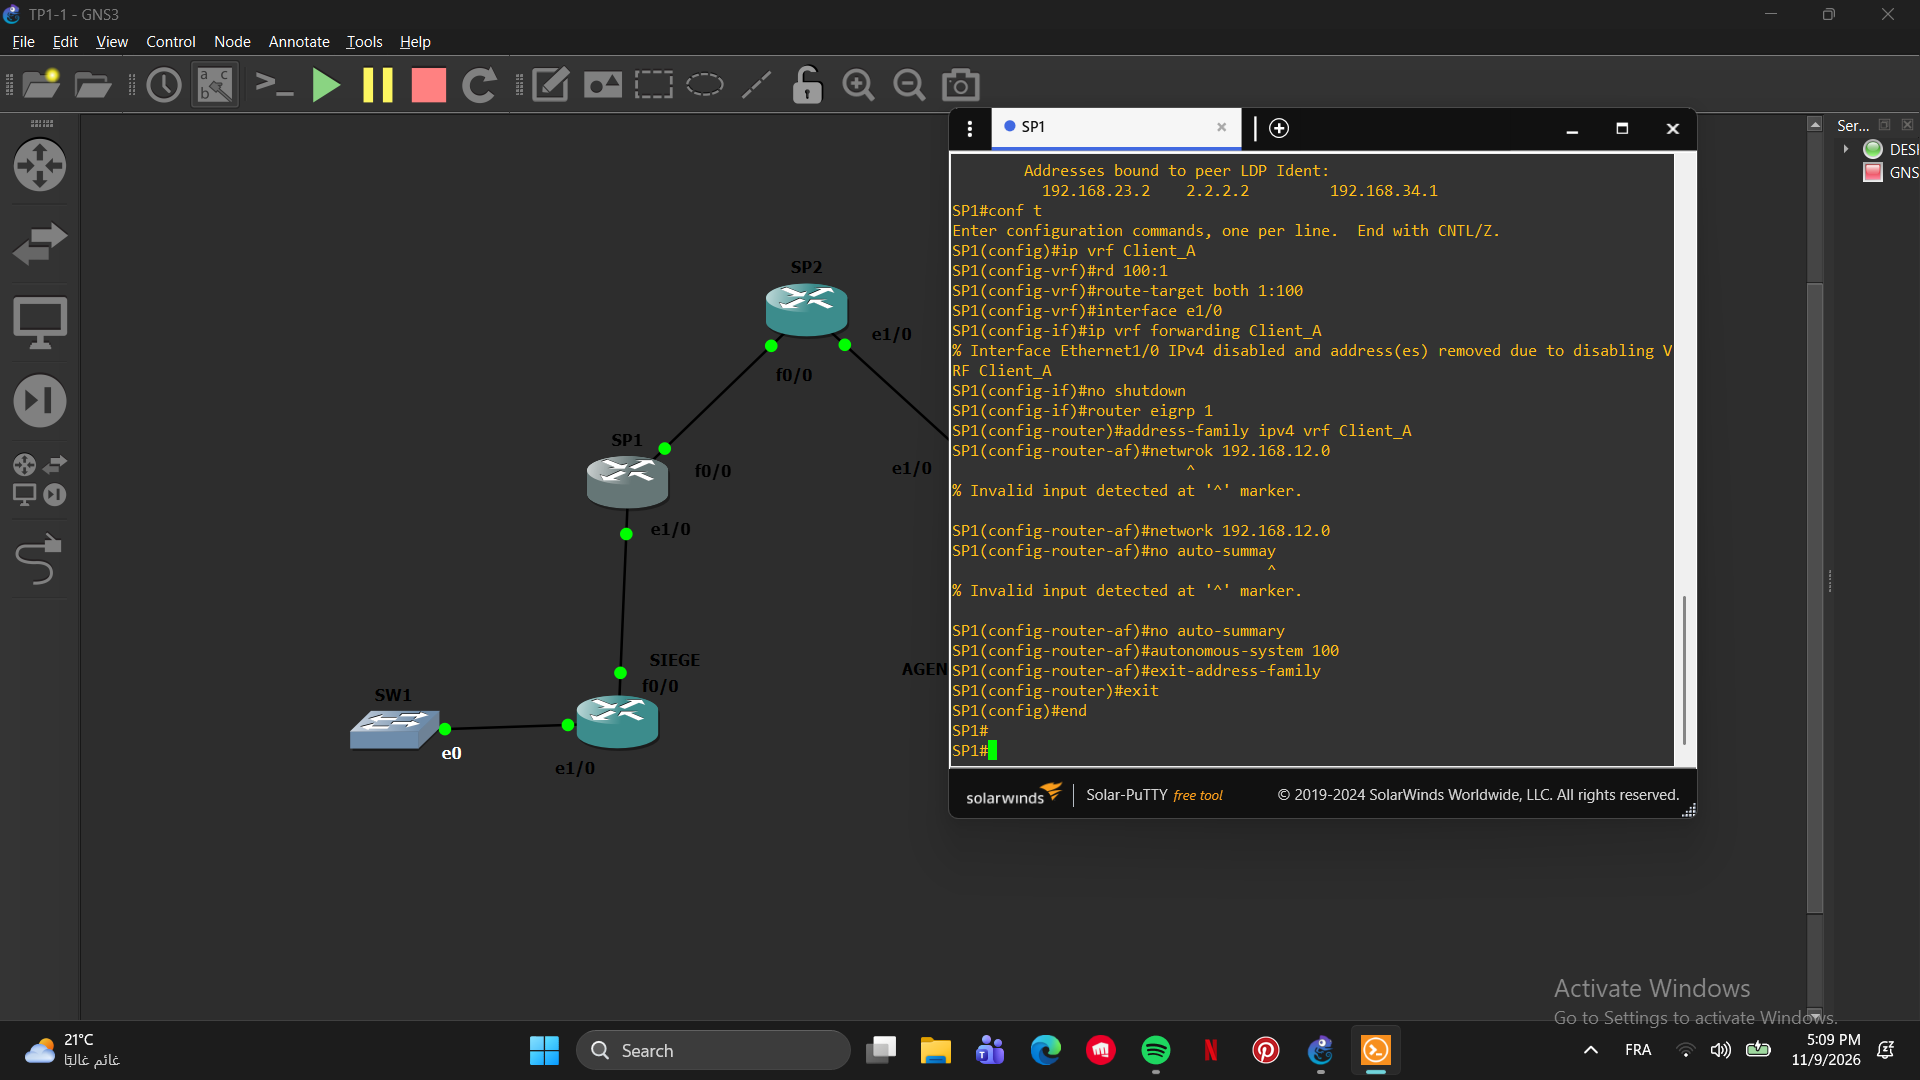 TP1-1 - GNS3
File Edit View Control Node Annotate Tools Help
a c
b
SP1
Ser...
DESI
GNS
Addresses bound to peer LDP Ident:
192.168.23.2    2.2.2.2         192.168.34.1
SP1#conf t
Enter configuration commands, one per line.  End with CNTL/Z.
SP1(config)#ip vrf Client_A
SP1(config-vrf)#rd 100:1
SP1(config-vrf)#route-target both 1:100
SP1(config-vrf)#interface e1/0
SP1(config-if)#ip vrf forwarding Client_A
% Interface Ethernet1/0 IPv4 disabled and address(es) removed due to disabling V
RF Client_A
SP1(config-if)#no shutdown
SP1(config-if)#router eigrp 1
SP1(config-router)#address-family ipv4 vrf Client_A
SP1(config-router-af)#netwrok 192.168.12.0
^
% Invalid input detected at '^' marker.
SP1(config-router-af)#network 192.168.12.0
SP1(config-router-af)#no auto-summay
^
% Invalid input detected at '^' marker.
SP1(config-router-af)#no auto-summary
SP1(config-router-af)#autonomous-system 100
SP1(config-router-af)#exit-address-family
SP1(config-router)#exit
SP1(config)#end
SP1#
SP1#
solarwinds
Solar-PuTTY free tool
© 2019-2024 SolarWinds Worldwide, LLC. All rights reserved.
SP2
e1/0
f0/0
SP1
f0/0
e1/0
e1/0
SIEGE
f0/0
AGEN
SW1
e0
e1/0
Activate Windows
Go to Settings to activate Windows.
21°C
غائم غالبًا
Search
FRA
5:09 PM
11/9/2026